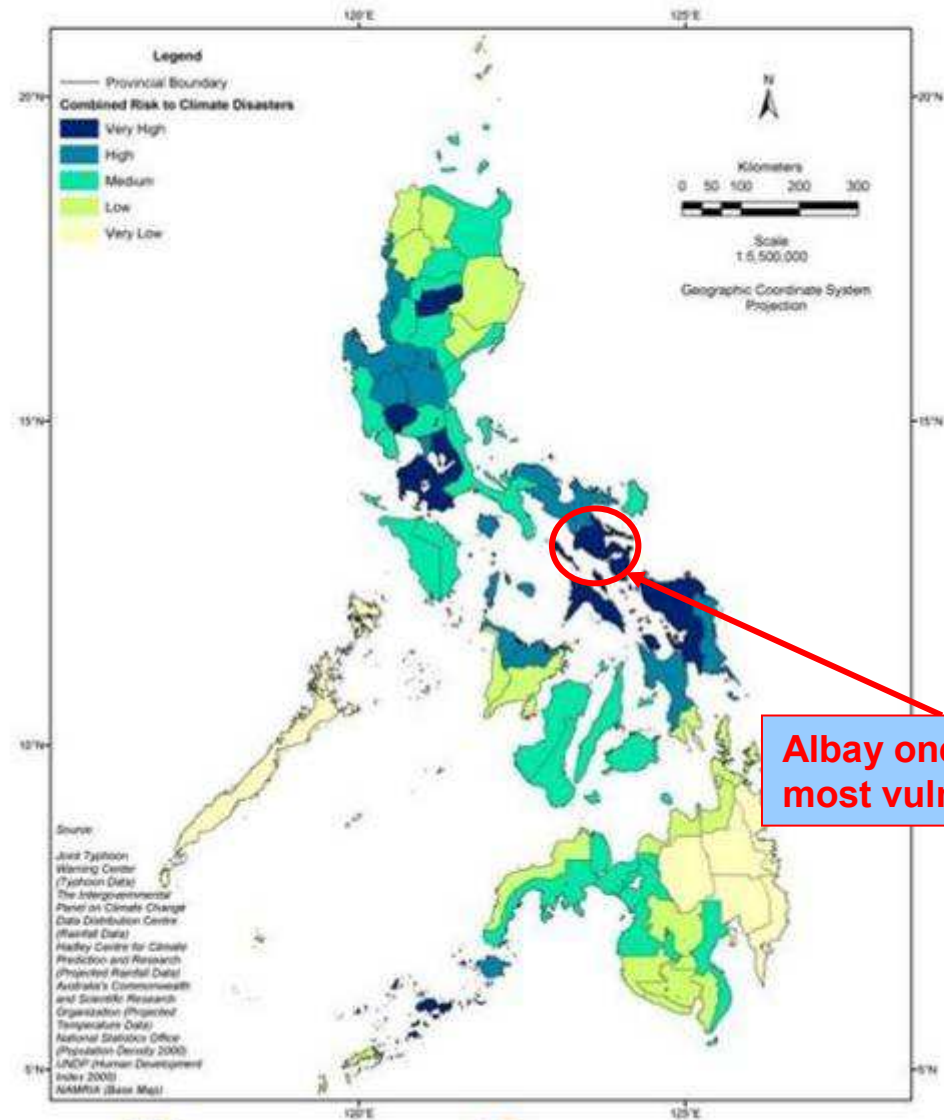 120°E 125°E
Legend
Provincial Boundary
Combined Risk to Climate Disasters
Very High
High
Medium
Low
Very Low
20°N
20°N
N
Kilometers
0 50 100 200 300
Scale
1:5,500,000
Geographic Coordinate System
Projection
15°N
15°N
10°N
Albay one
most vulr
Source
Joint Typhoon
Warning Center
(Typhoon Data)
The Intergovernmental
Panel on Climate Change
Data Distribution Centre
(Rainfall Data)
Hadley Centre for Climate
Prediction and Research
(Projected Rainfall Data)
Australia's Commonwealth
and Scientific Research
Organization (Projected
Temperature Data)
National Statistics Office
(Population Density 2000)
UNDP (Human Development
Index 2000)
NAMRIA (Base Map)
5°N
5°N
120°E 125°E